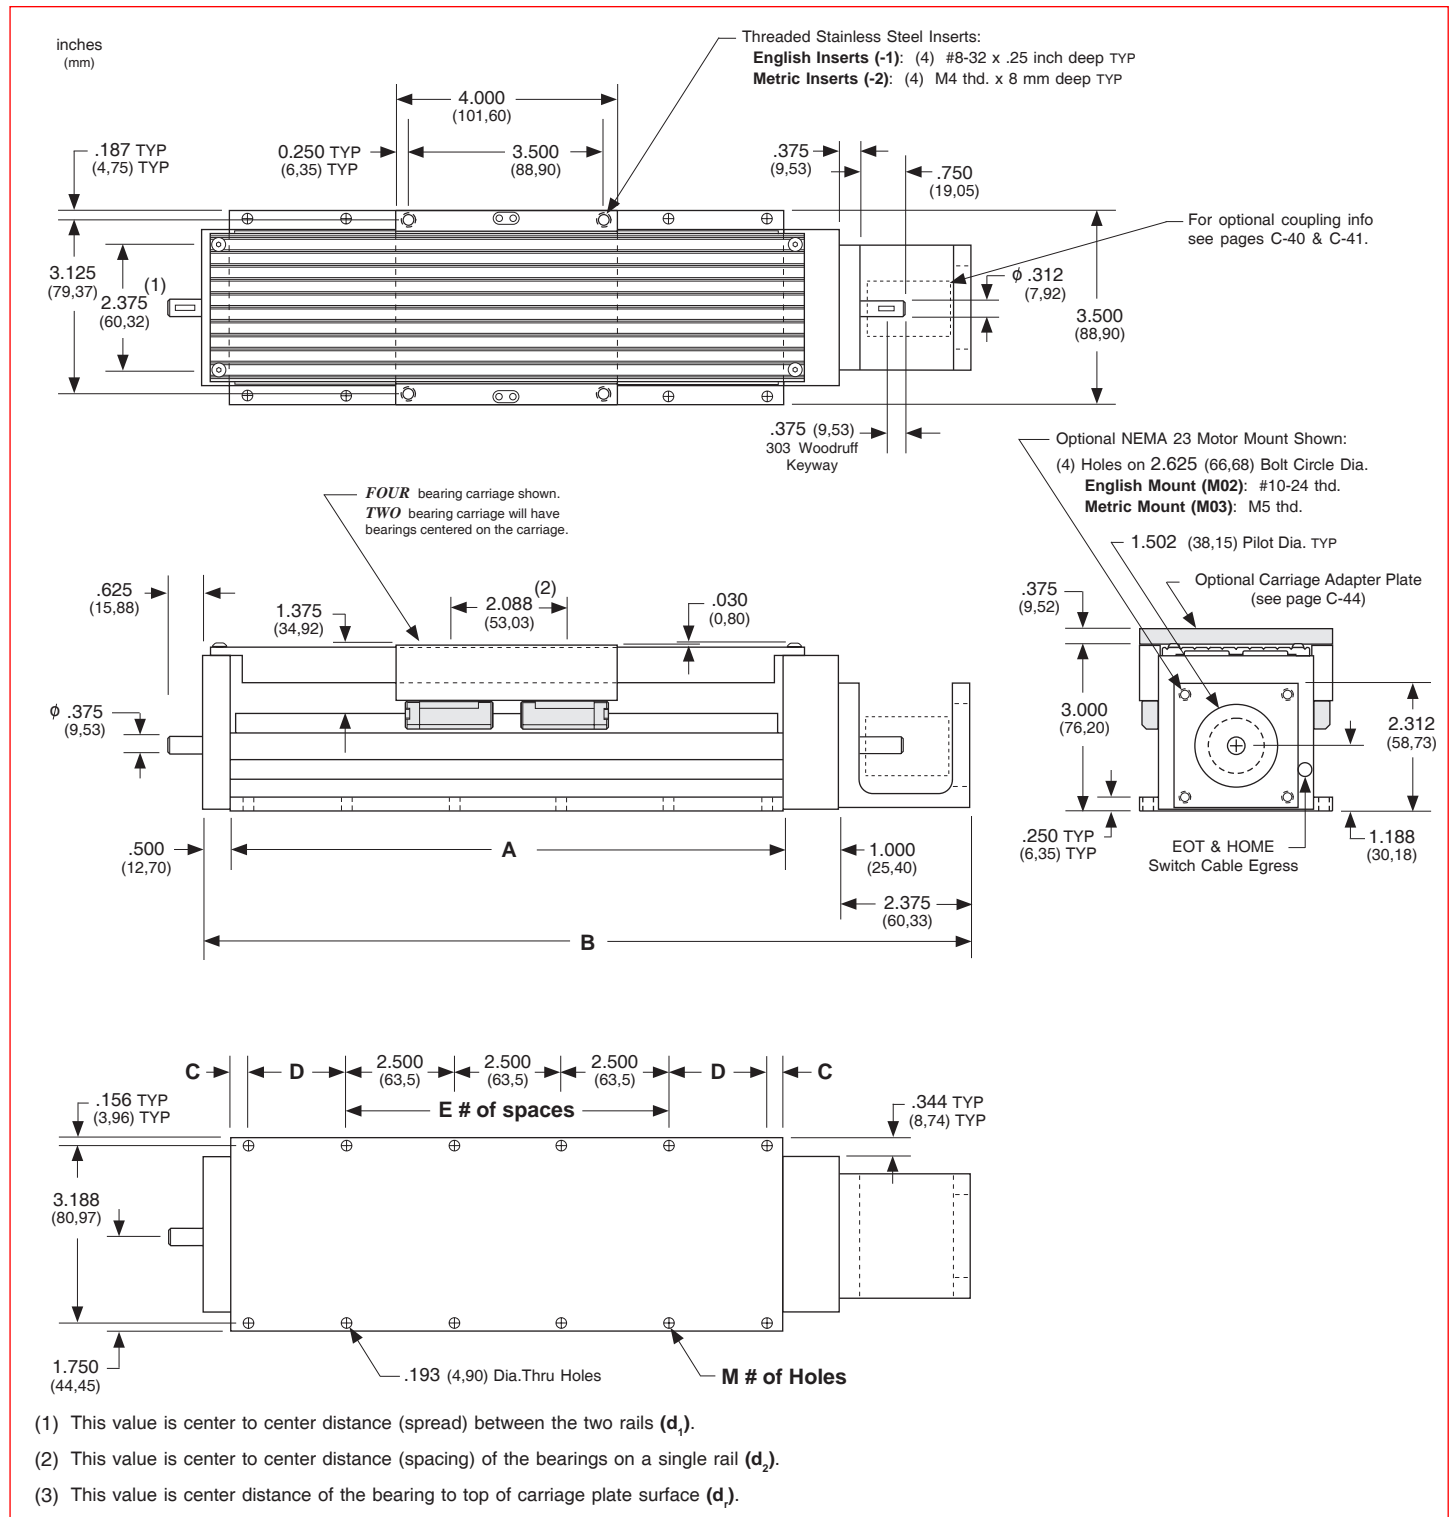 inches
(mm)
Threaded Stainless Steel Inserts:
English Inserts (-1): (4) #8-32 x .25 inch deep TYP
Metric Inserts (-2): (4) M4 thd. x 8 mm deep TYP
4.000
(101,60)
.187 TYP
(4,75) TYP
0.250 TYP
(6,35) TYP
3.500
(88,90)
.375
(9,53)
.750
(19,05)
For optional coupling info
see pages C-40 & C-41.
3.125
(79,37)
2.375
(60,32)
(1)
ϕ .312
(7,92)
3.500
(88,90)
.375 (9,53)
303 Woodruff
Keyway
Optional NEMA 23 Motor Mount Shown:
(4) Holes on 2.625 (66,68) Bolt Circle Dia.
English Mount (M02): #10-24 thd.
Metric Mount (M03): M5 thd.
FOUR bearing carriage shown.
TWO bearing carriage will have
bearings centered on the carriage.
1.502 (38,15) Pilot Dia. TYP
Optional Carriage Adapter Plate
(see page C-44)
.625
(15,88)
1.375
(34,92)
(2)
2.088
(53,03)
.030
(0,80)
.375
(9,52)
ϕ .375
(9,53)
3.000
(76,20)
2.312
(58,73)
.500
(12,70)
A
1.000
(25,40)
2.375
(60,33)
B
.250 TYP
(6,35) TYP
EOT & HOME
Switch Cable Egress
1.188
(30,18)
C
D
2.500
(63,5)
2.500
(63,5)
2.500
(63,5)
D
C
E # of spaces
.156 TYP
(3,96) TYP
.344 TYP
(8,74) TYP
3.188
(80,97)
1.750
(44,45)
.193 (4,90) Dia.Thru Holes
M # of Holes
(1) This value is center to center distance (spread) between the two rails (d1).
(2) This value is center to center distance (spacing) of the bearings on a single rail (d2).
(3) This value is center distance of the bearing to top of carriage plate surface (dr).